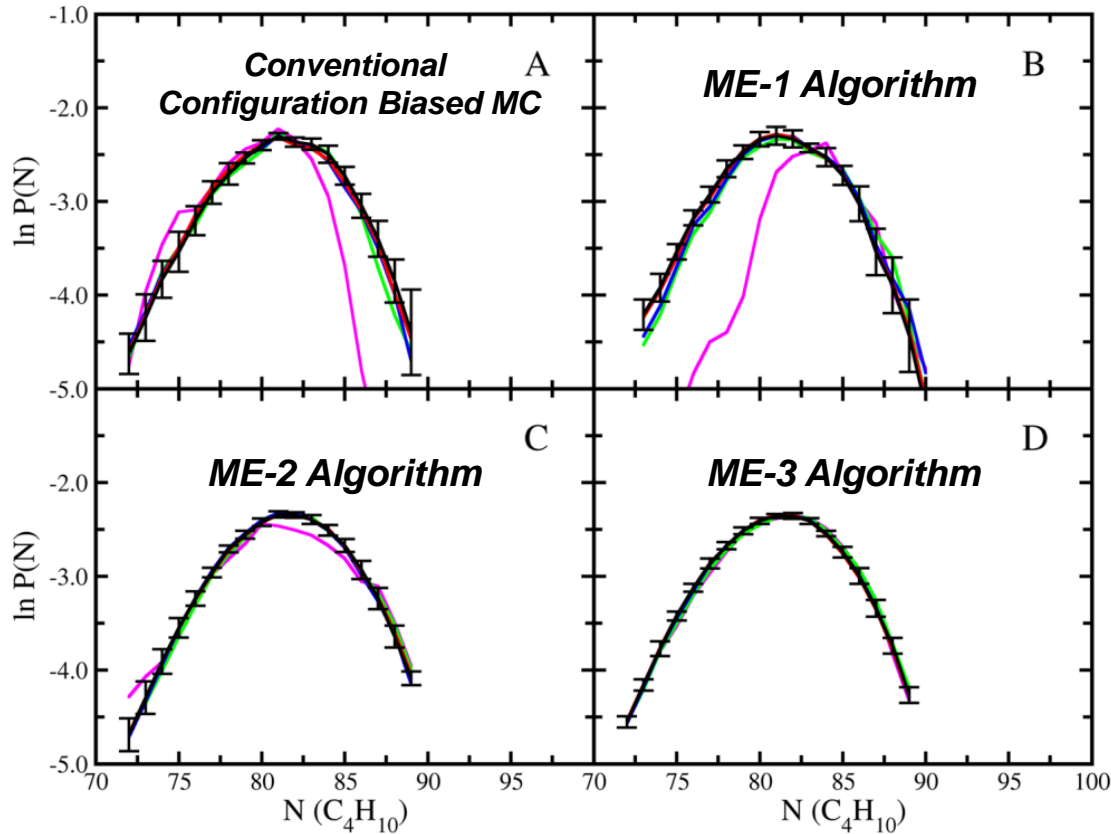 -1.0
-2.0
-3.0
-4.0
-5.0
ln P(N)
Conventional
Configuration Biased MC
A
ME-1 Algorithm
B
-2.0
-3.0
-4.0
-5.0
ln P(N)
ME-2 Algorithm
C
ME-3 Algorithm
D
70 75 80 85 90 95
70 75 80 85 90 95 100
N (C4H10)
N (C4H10)